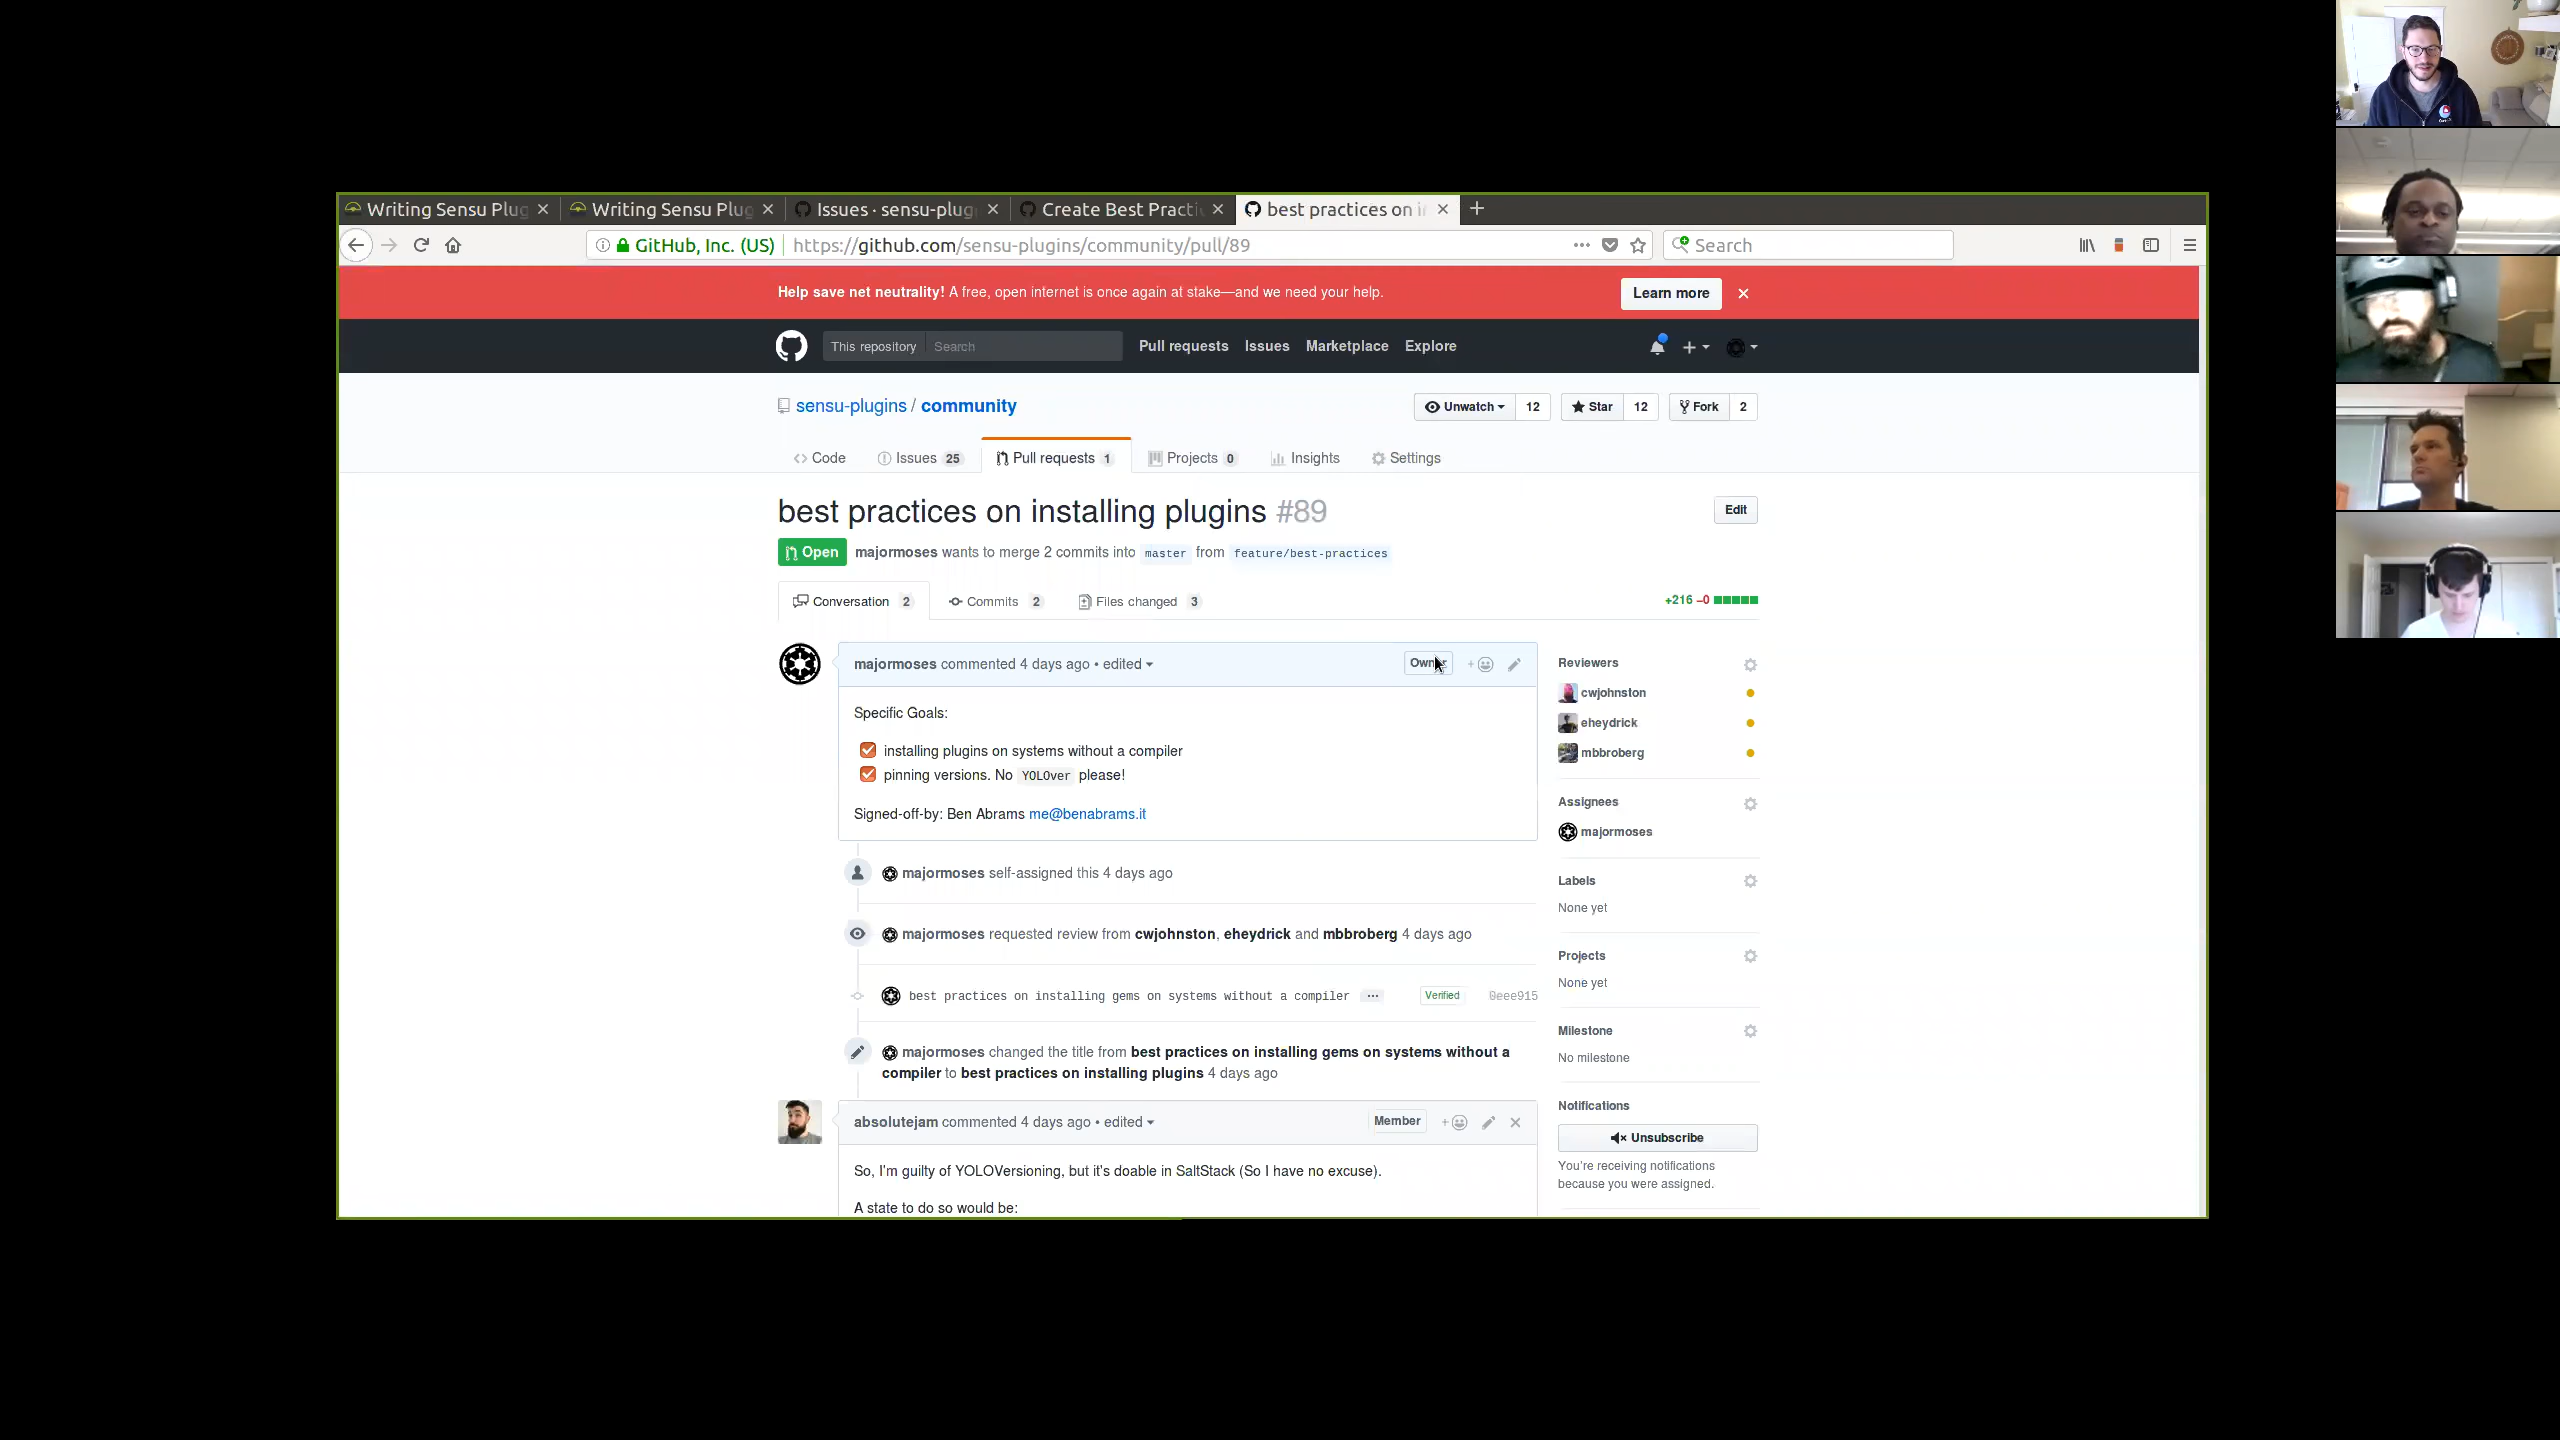 Writing Sensu Plug
Writing Sensu Plug
Issues · sensu-plug
Create Best Practi
best practices on i
GitHub, Inc. (US)
https://github.com/sensu-plugins/community/pull/89
Search
Help save net neutrality! A free, open internet is once again at stake—and we need your help.
Learn more
This repository
Search
Pull requests
Issues
Marketplace
Explore
sensu-plugins / community
Unwatch 12
Star 12
Fork 2
Code
Issues 25
Pull requests 1
Projects 0
Insights
Settings
best practices on installing plugins #89
Edit
Open
majormoses wants to merge 2 commits into master from feature/best-practices
Conversation 2
Commits 2
Files changed 3
+216 −0
majormoses commented 4 days ago • edited
Specific Goals:
installing plugins on systems without a compiler
pinning versions. No YOLOver please!
Signed-off-by: Ben Abrams me@benabrams.it
majormoses self-assigned this 4 days ago
majormoses requested review from cwjohnston, eheydrick and mbbroberg 4 days ago
best practices on installing gems on systems without a compiler
Verified
0eee915
majormoses changed the title from best practices on installing gems on systems without a
compiler to best practices on installing plugins 4 days ago
absolutejam commented 4 days ago • edited
Member
So, I'm guilty of YOLOVersioning, but it's doable in SaltStack (So I have no excuse).
A state to do so would be:
Reviewers
cwjohnston
eheydrick
mbbroberg
Assignees
majormoses
Labels
None yet
Projects
None yet
Milestone
No milestone
Notifications
Unsubscribe
You're receiving notifications
because you were assigned.